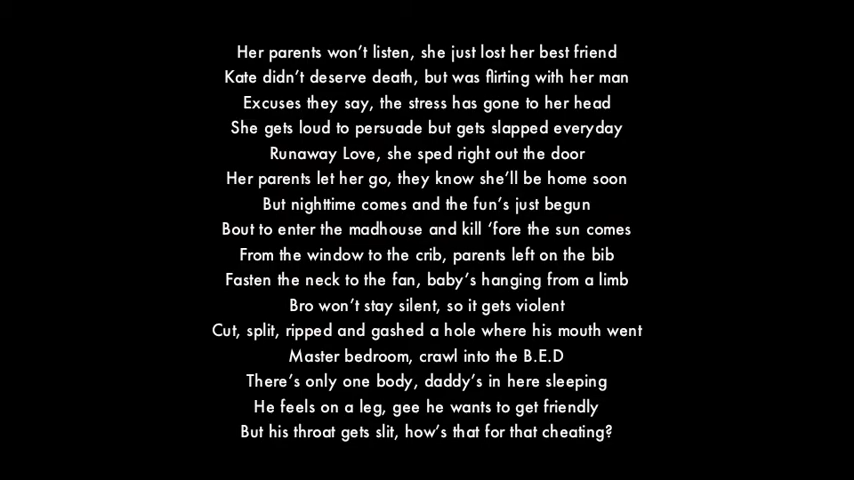 Her parents won't listen, she just lost her best friend
Kate didn't deserve death, but was flirting with her man
Excuses they say, the stress has gone to her head
She gets loud to persuade but gets slapped everyday
Runaway Love, she sped right out the door
Her parents let her go, they know she'll be home soon
But nighttime comes and the fun's just begun
Bout to enter the madhouse and kill 'fore the sun comes
From the window to the crib, parents left on the bib
Fasten the neck to the fan, baby's hanging from a limb
Bro won't stay silent, so it gets violent
Cut, split, ripped and gashed a hole where his mouth went
Master bedroom, crawl into the B.E.D
There's only one body, daddy's in here sleeping
He feels on a leg, gee he wants to get friendly
But his throat gets slit, how's that for that cheating?